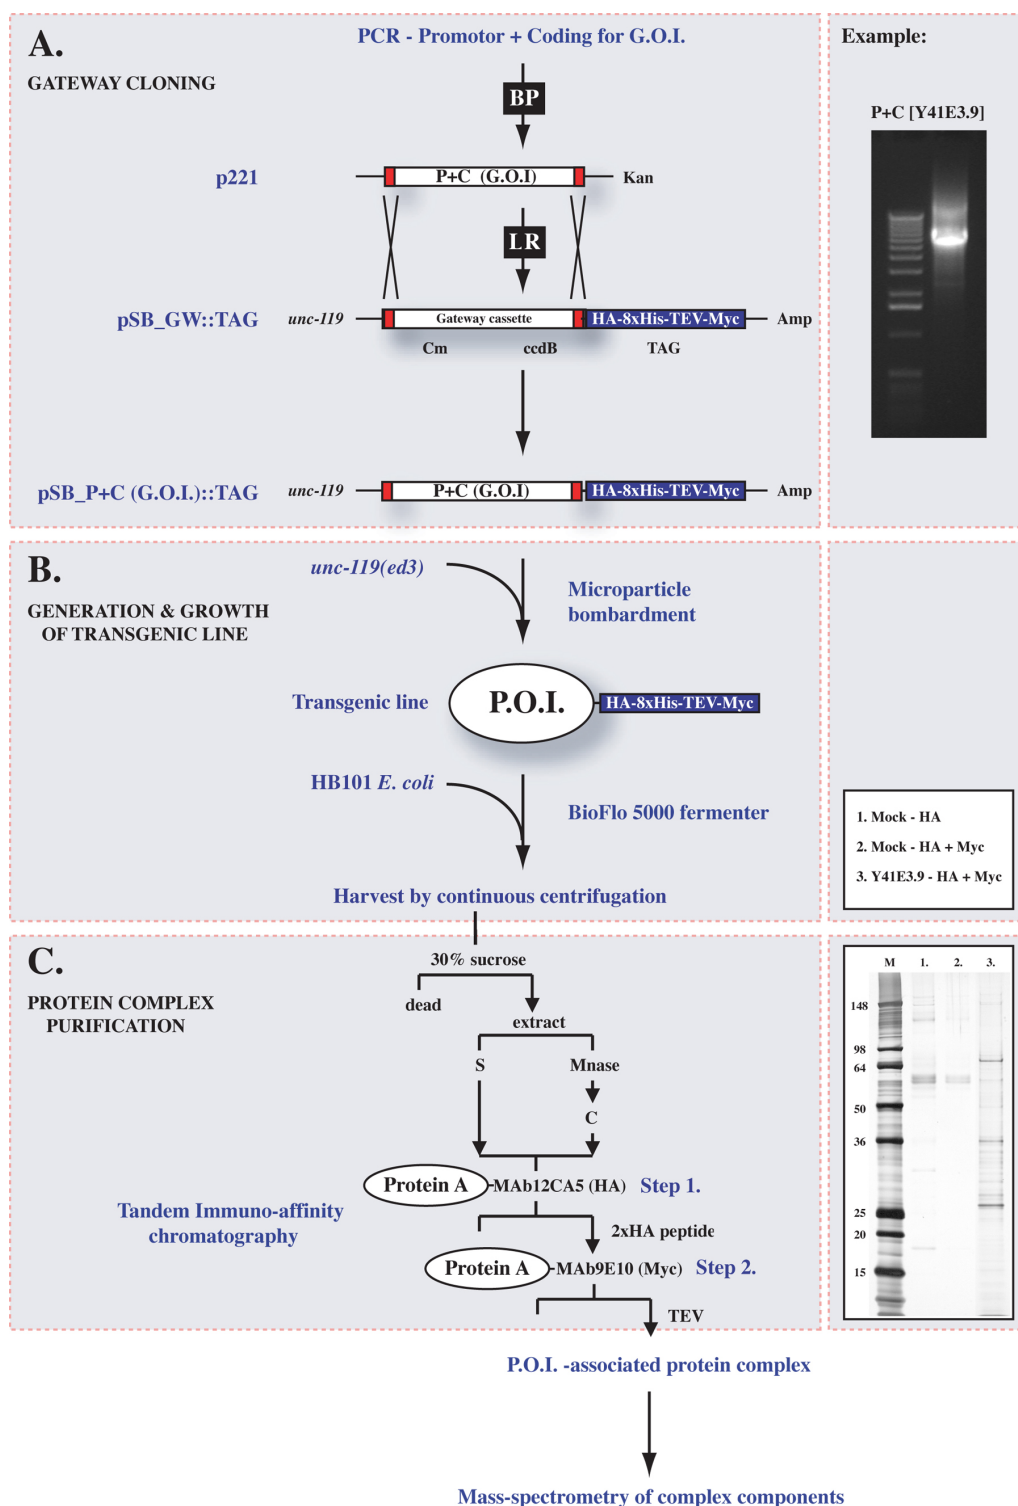 A.
GATEWAY CLONING
PCR - Promotor + Coding for G.O.I.
BP
p221
P+C (G.O.I)
Kan
LR
pSB_GW::TAG
unc-119
Gateway cassette
HA-8xHis-TEV-Myc
Amp
Cm
ccdB
TAG
pSB_P+C (G.O.I.)::TAG
unc-119
P+C (G.O.I)
HA-8xHis-TEV-Myc
Amp
Example:
P+C [Y41E3.9]
B.
GENERATION & GROWTH
OF TRANSGENIC LINE
unc-119(ed3)
Microparticle
bombardment
Transgenic line
P.O.I.
HA-8xHis-TEV-Myc
HB101 E. coli
BioFlo 5000 fermenter
Harvest by continuous centrifugation
1. Mock - HA
2. Mock - HA + Myc
3. Y41E3.9 - HA + Myc
C.
PROTEIN COMPLEX
PURIFICATION
30% sucrose
dead
extract
S
Mnase
C
Protein A
MAb12CA5 (HA)
Step 1.
Tandem Immuno-affinity
chromatography
2xHA peptide
Protein A
MAb9E10 (Myc)
Step 2.
TEV
P.O.I. -associated protein complex
Mass-spectrometry of complex components
M 1. 2. 3.
148
98
64
50
36
25
20
15